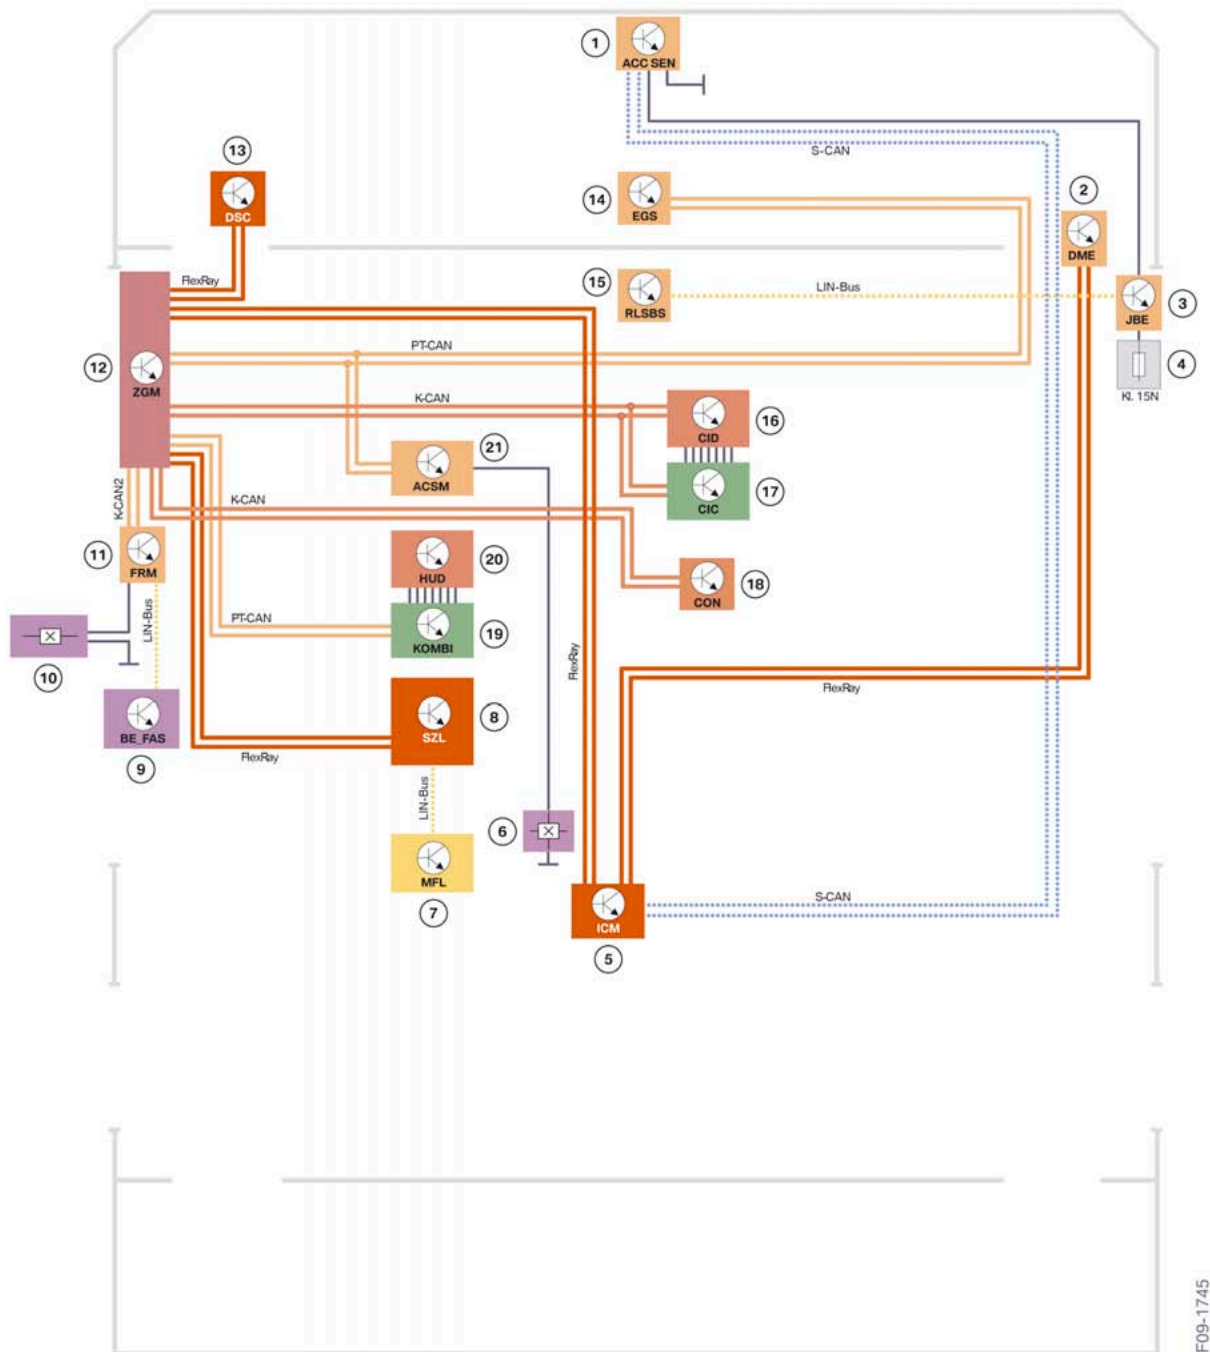 1
ACC SEN
S-CAN
13
DSC
14
EGS
2
DME
FlexRay
15
RLSBS
LIN-Bus
3
JBE
12
ZGM
PT-CAN
4
Kl. 15N
K-CAN
16
CID
21
ACSM
17
CIC
K-CAN2
K-CAN
11
FRM
20
HUD
18
CON
LIN-Bus
PT-CAN
19
KOMBI
10
FlexRay
FlexRay
8
SZL
BE_FAS
9
FlexRay
LIN-Bus
6
MFL
7
S-CAN
ICM
5
F09-1745